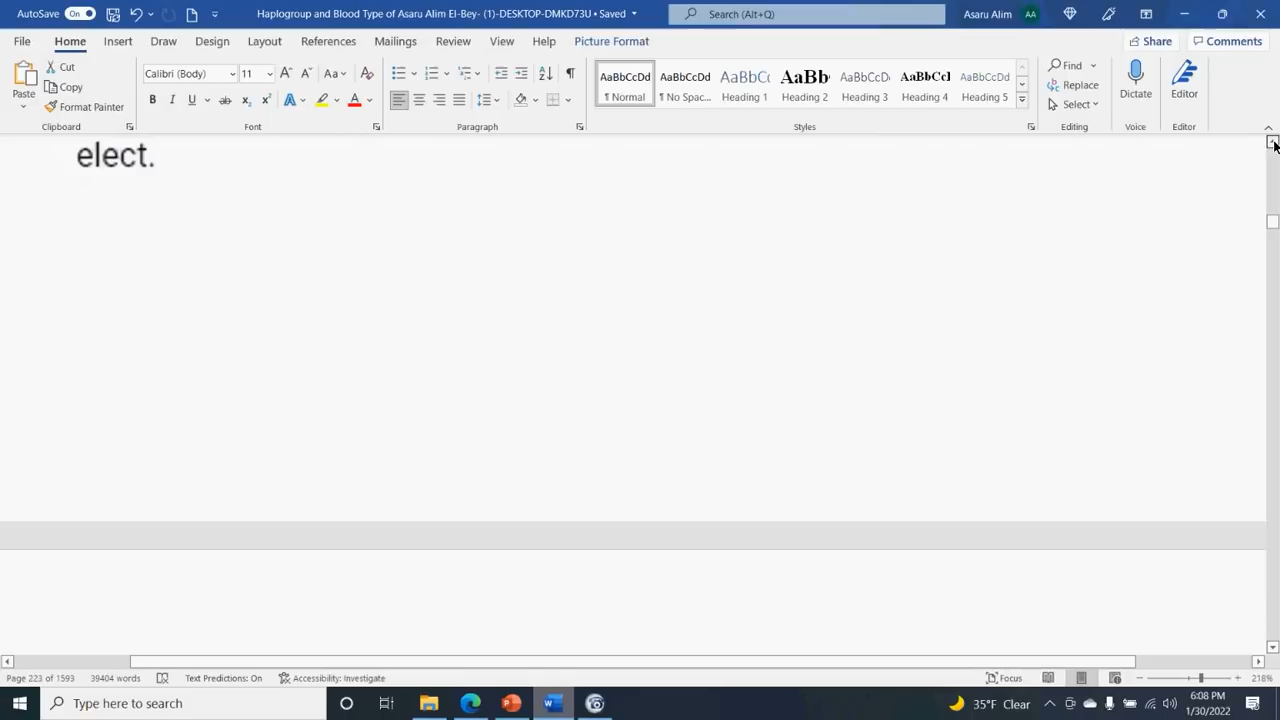 AutoSave On Haplogroup and Blood Type of Asaru Alim El-Bey- (1)-DESKTOP-DMKD73U • Saved Search (Alt+Q) Asaru Alim AA
File Home Insert Draw Design Layout References Mailings Review View Help Picture Format Share Comments
Paste
Cut
Copy
Format Painter
Clipboard
Calibri (Body) 11
Font
Paragraph
AaBbCcDd AaBbCcDd AaBbCc AaBb AaBbCcD AaBbCcI AaBbCcDd
¶ Normal ¶ No Spac... Heading 1 Heading 2 Heading 3 Heading 4 Heading 5
Styles
Find
Replace
Select
Editing
Dictate
Voice
Editor
Editor
elect.
Page 223 of 1593 39404 words Text Predictions: On Accessibility: Investigate Focus 218%
Type here to search 35°F Clear 6:08 PM
1/30/2022